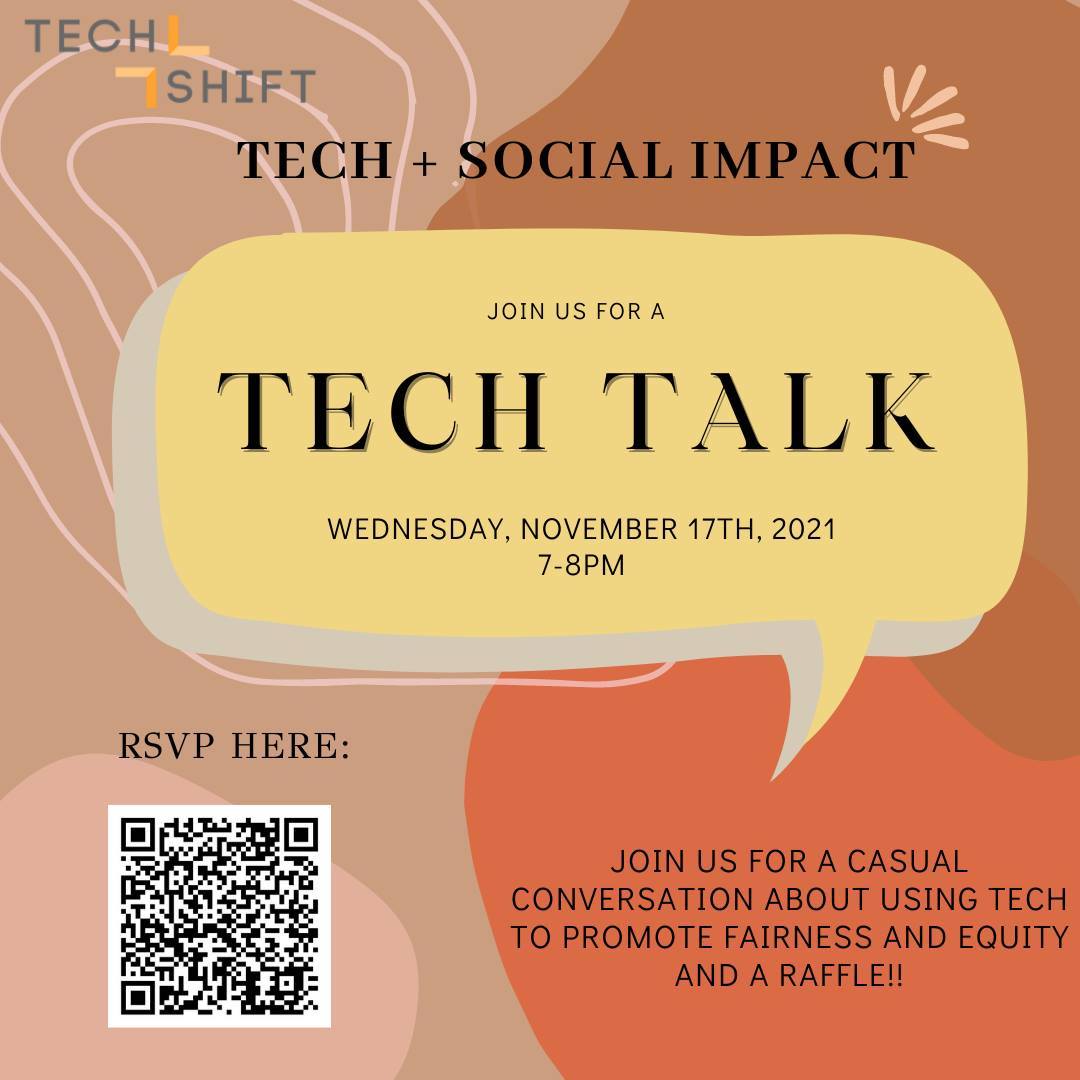 TECH
SHIFT
TECH + SOCIAL IMPACT
JOIN US FOR A
TECH TALK
WEDNESDAY, NOVEMBER 17TH, 2021
7-8PM
RSVP HERE:
JOIN US FOR A CASUAL
CONVERSATION ABOUT USING TECH
TO PROMOTE FAIRNESS AND EQUITY
AND A RAFFLE!!